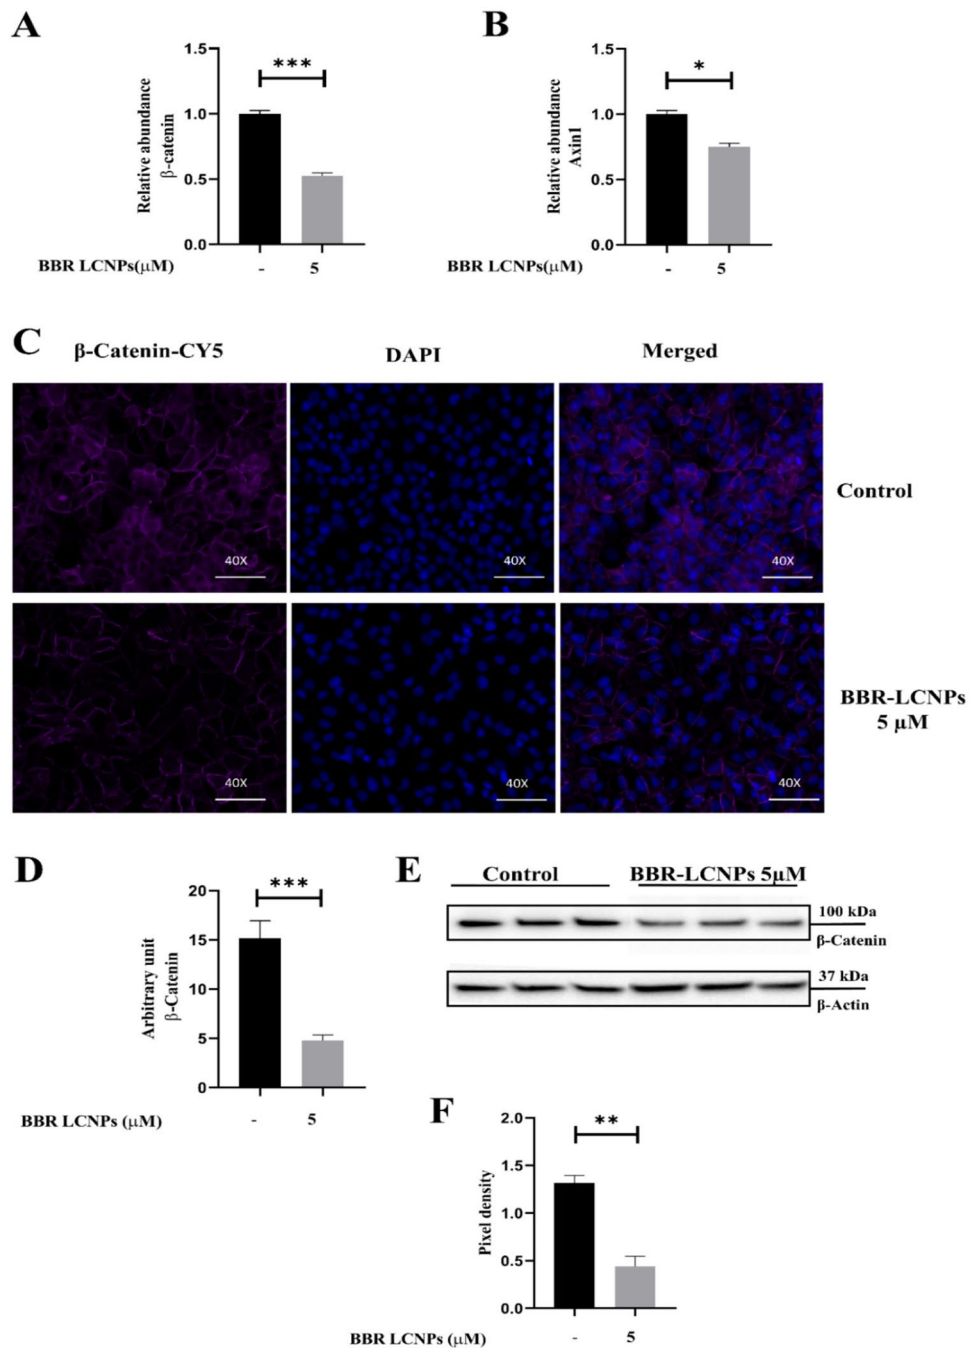 A
1.5
1.0
0.5
0.0
Relative abundance
β-catenin
***
BBR LCNPs(μM)
-
5
B
1.5
1.0
0.5
0.0
Relative abundance
Axin1
*
BBR LCNPs(μM)
-
5
C
β-Catenin-CY5
DAPI
Merged
40X
40X
40X
Control
40X
40X
40X
BBR-LCNPs
5 μM
D
20
15
10
5
0
Arbitrary unit
β-Catenin
***
BBR LCNPs (μM)
-
5
E
Control
BBR-LCNPs 5μM
100 kDa
β-Catenin
37 kDa
β-Actin
F
2.0
1.5
1.0
0.5
0.0
Pixel density
**
BBR LCNPs (μM)
-
5